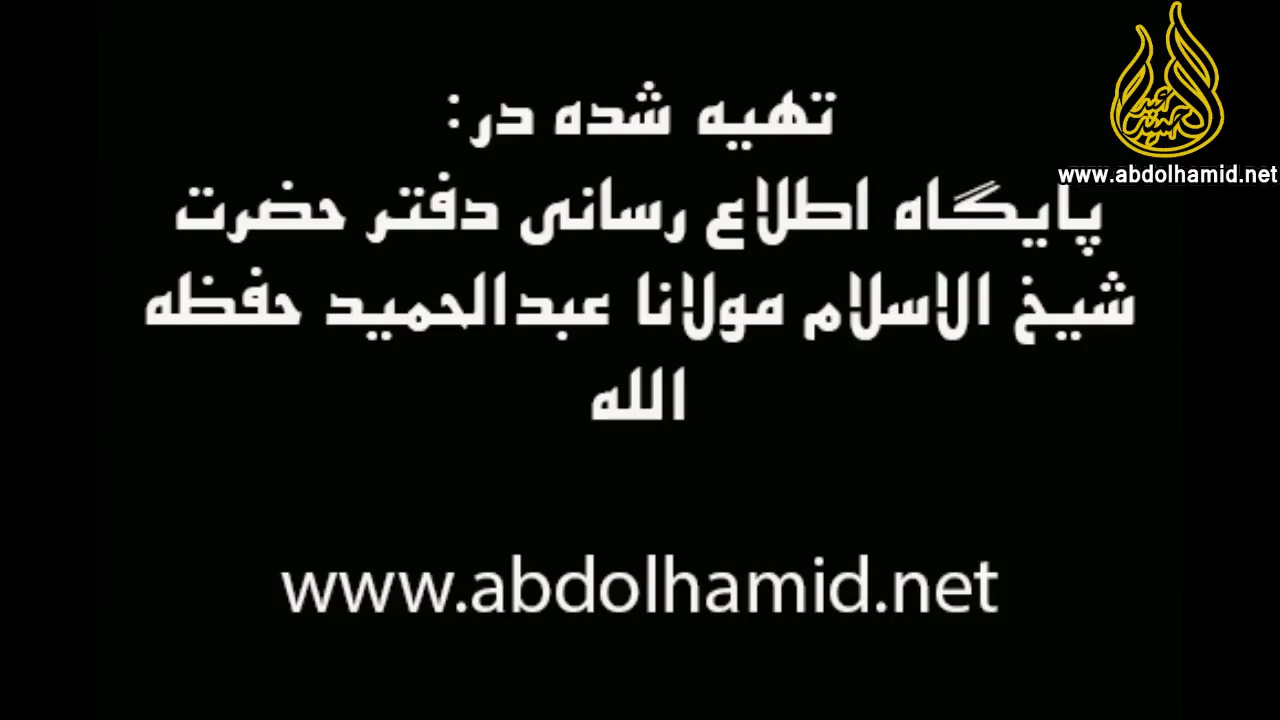 تهیه شده در:
پایگاه اطلاع رسانی دفتر حضرت
شیخ الاسلام مولانا عبدالحمید حفظه
الله
www.abdolhamid.net
www.abdolhamid.net